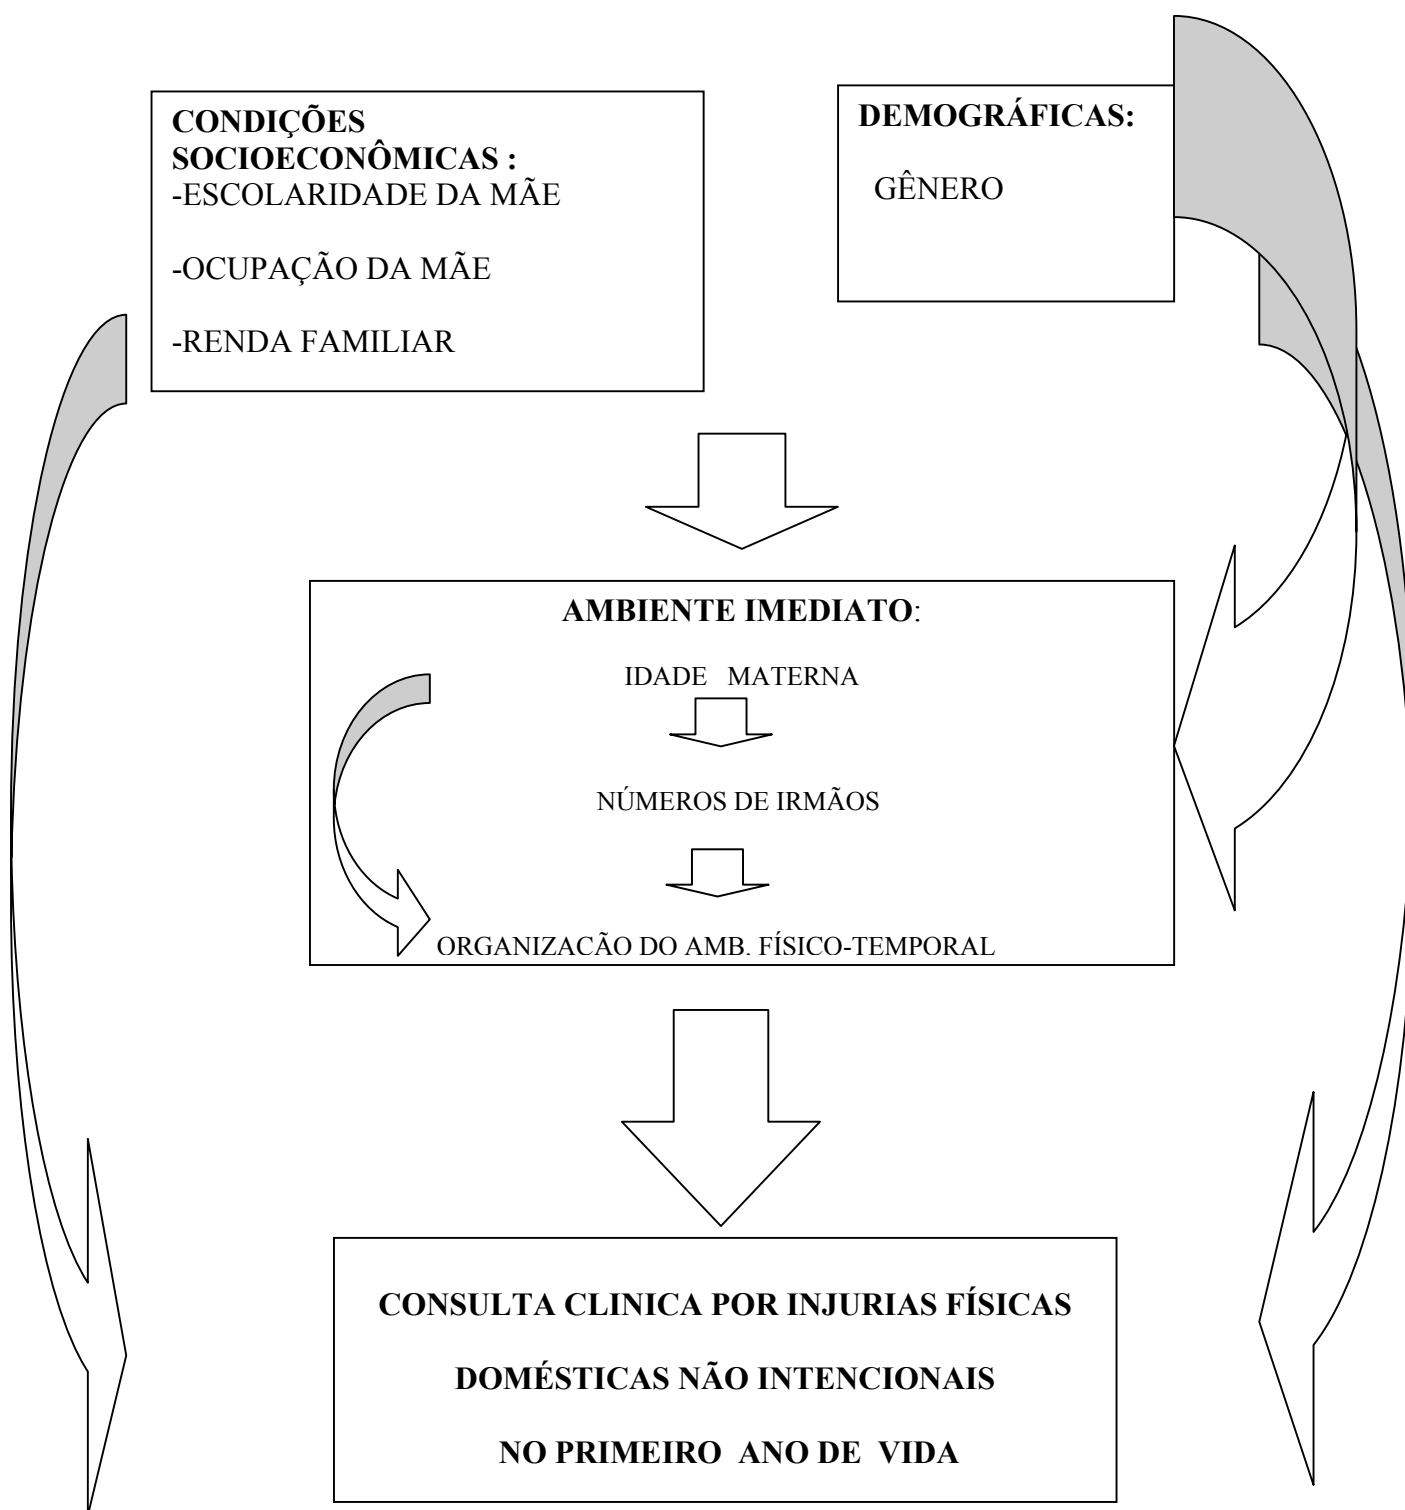 CONDIÇÕES
SOCIOECONÔMICAS :
-ESCOLARIDADE DA MÃE
-OCUPAÇÃO DA MÃE
-RENDA FAMILIAR
DEMOGRÁFICAS:
GÊNERO
AMBIENTE IMEDIATO:
IDADE MATERNA
NÚMEROS DE IRMÃOS
ORGANIZACÃO DO AMB. FÍSICO-TEMPORAL
CONSULTA CLINICA POR INJURIAS FÍSICAS
DOMÉSTICAS NÃO INTENCIONAIS
NO PRIMEIRO ANO DE VIDA